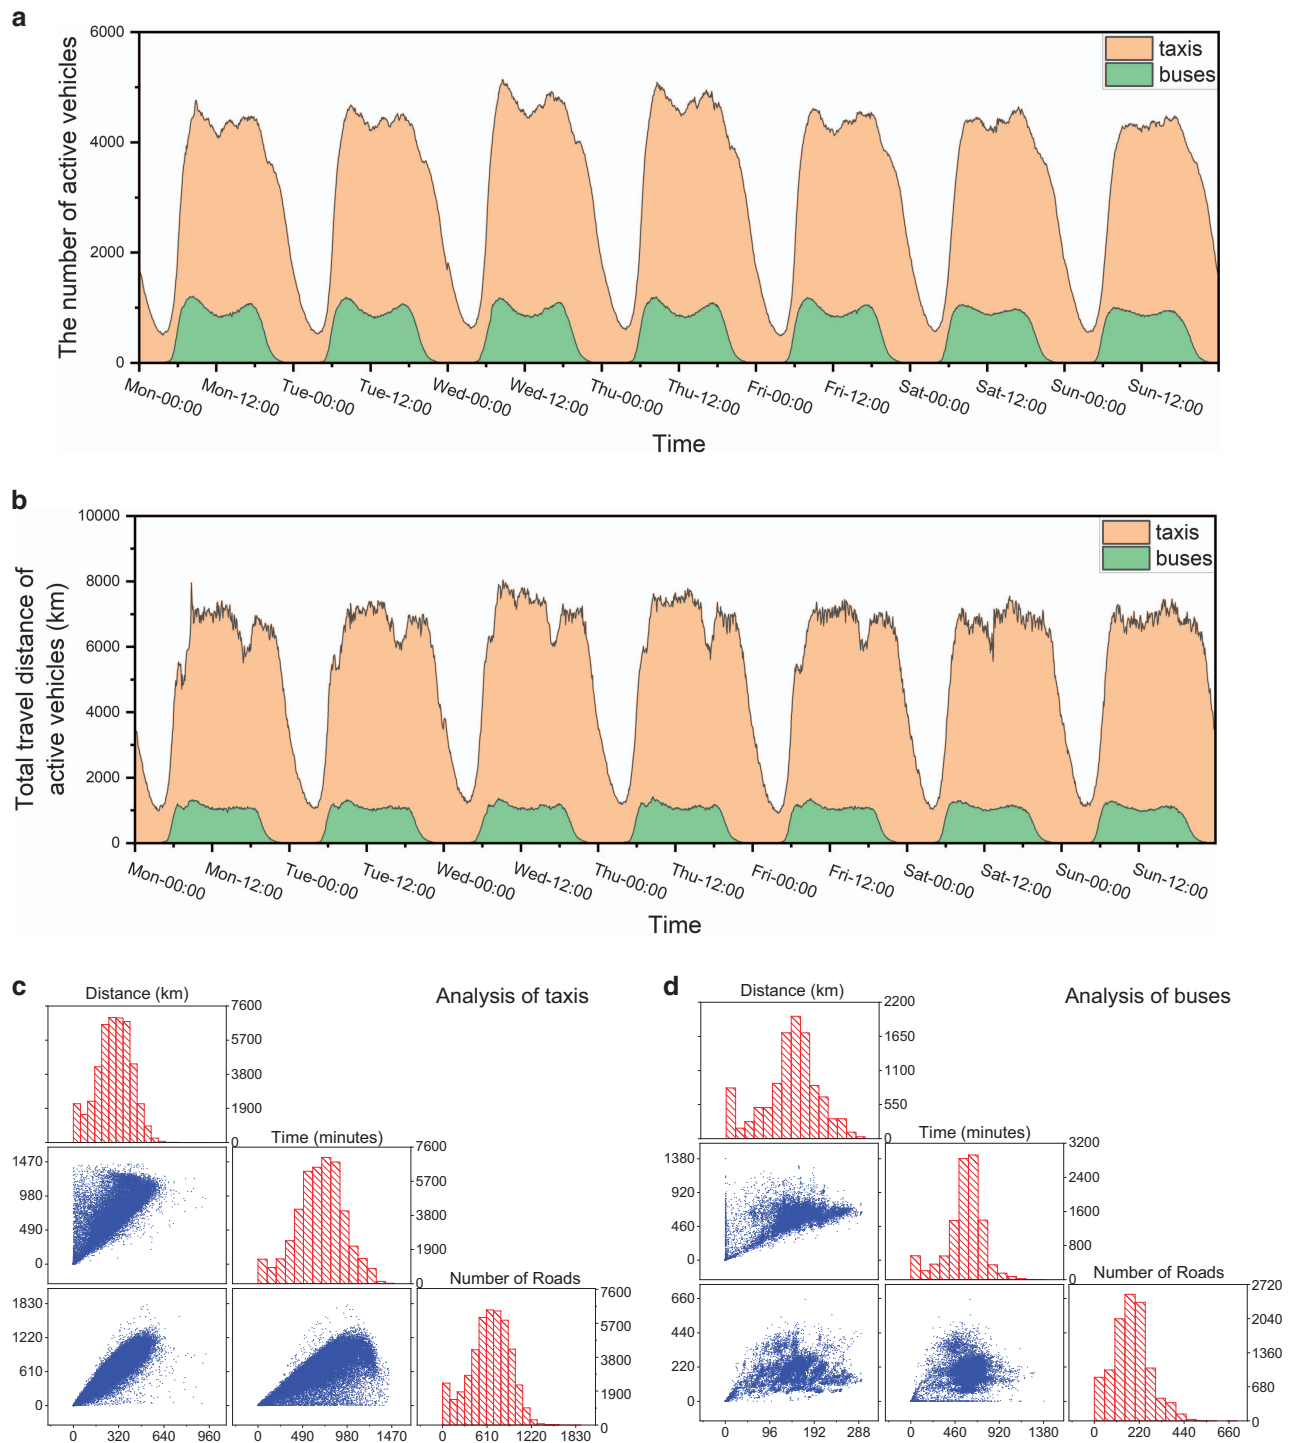 a
6000
4000
2000
0
The number of active vehicles
taxis
buses
Mon-00:00
Mon-12:00
Tue-00:00
Tue-12:00
Wed-00:00
Wed-12:00
Thu-00:00
Thu-12:00
Fri-00:00
Fri-12:00
Sat-00:00
Sat-12:00
Sun-00:00
Sun-12:00
Time
b
10000
8000
6000
4000
2000
0
Total travel distance of
active vehicles (km)
taxis
buses
Mon-00:00
Mon-12:00
Tue-00:00
Tue-12:00
Wed-00:00
Wed-12:00
Thu-00:00
Thu-12:00
Fri-00:00
Fri-12:00
Sat-00:00
Sat-12:00
Sun-00:00
Sun-12:00
Time
c
Analysis of taxis
Distance (km)
7600
5700
3800
1900
0
Time (minutes)
1470
980
490
0
7600
5700
3800
1900
0
Number of Roads
1830
1220
610
0
7600
5700
3800
1900
0
0 320 640 960
0 490 980 1470
0 610 1220 1830
d
Analysis of buses
Distance (km)
2200
1650
1100
550
0
Time (minutes)
1380
920
460
0
3200
2400
1600
800
0
Number of Roads
660
440
220
0
2720
2040
1360
680
0
0 96 192 288
0 460 920 1380
0 220 440 660